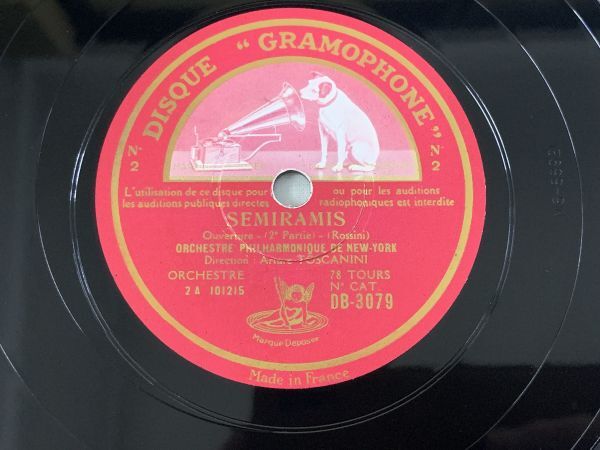 DISQUE "GRAMOPHONE"
N.
2
N.
2
L'utilisation de ce disque pour ou pour les auditions
les auditions publiques directes radiophoniques est interdite
SEMIRAMIS
Ouverture - (2e Partie) - (Rossini)
ORCHESTRE PHILHARMONIQUE DE NEW-YORK
Direction : Arturo TOSCANINI
ORCHESTRE 78 TOURS
2 A 101215 No CAT.
DB-3079
Marque Déposée
Made in France